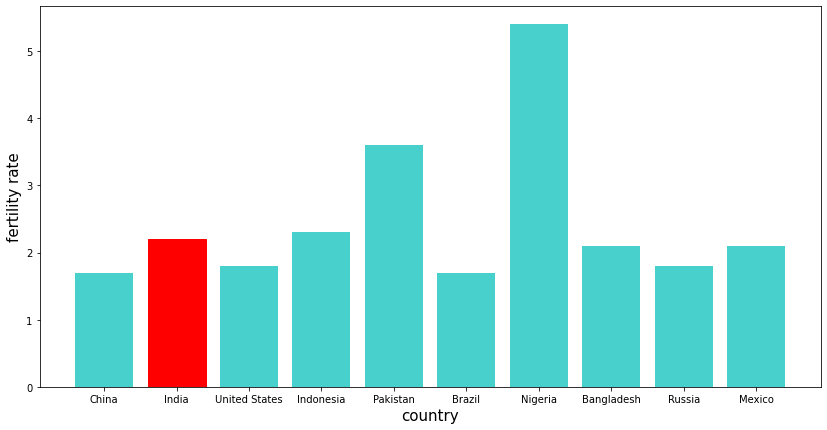 fertility rate
5
4
3
2
1
0
China India United States Indonesia Pakistan Brazil Nigeria Bangladesh Russia Mexico
country